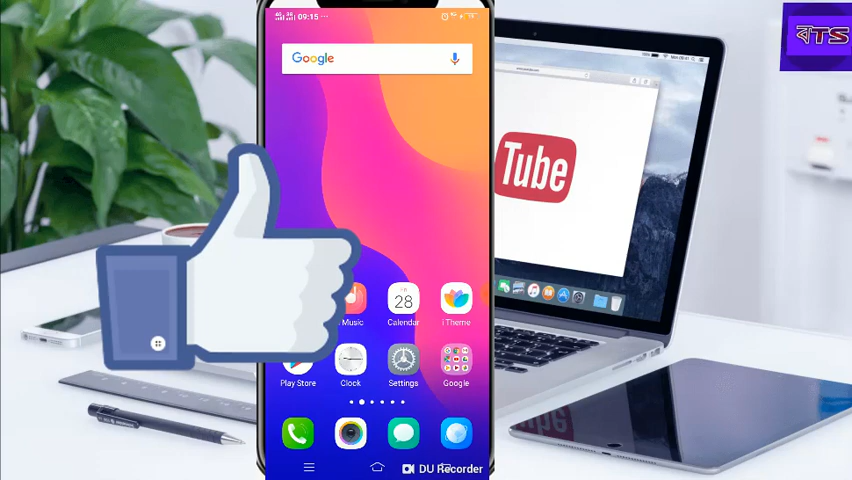 09:15 ...
বTS
Google
Tube
28
Music
Calendar
i Theme
Play Store
Clock
Settings
Google
DU Recorder